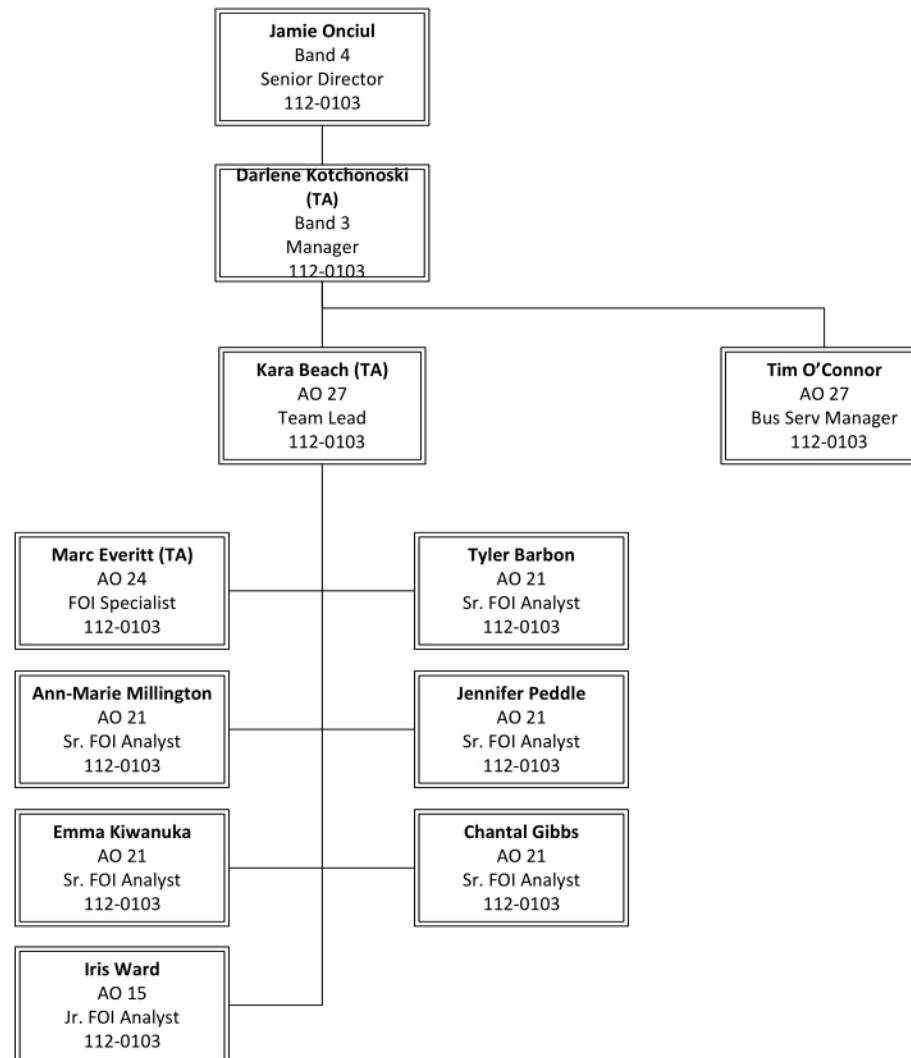 Jamie Onciul
Band 4
Senior Director
112-0103
Darlene Kotchonoski
(TA)
Band 3
Manager
112-0103
Kara Beach (TA)
AO 27
Team Lead
112-0103
Tim O’Connor
AO 27
Bus Serv Manager
112-0103
Marc Everitt (TA)
AO 24
FOI Specialist
112-0103
Tyler Barbon
AO 21
Sr. FOI Analyst
112-0103
Ann-Marie Millington
AO 21
Sr. FOI Analyst
112-0103
Jennifer Peddle
AO 21
Sr. FOI Analyst
112-0103
Emma Kiwanuka
AO 21
Sr. FOI Analyst
112-0103
Chantal Gibbs
AO 21
Sr. FOI Analyst
112-0103
Iris Ward
AO 15
Jr. FOI Analyst
112-0103